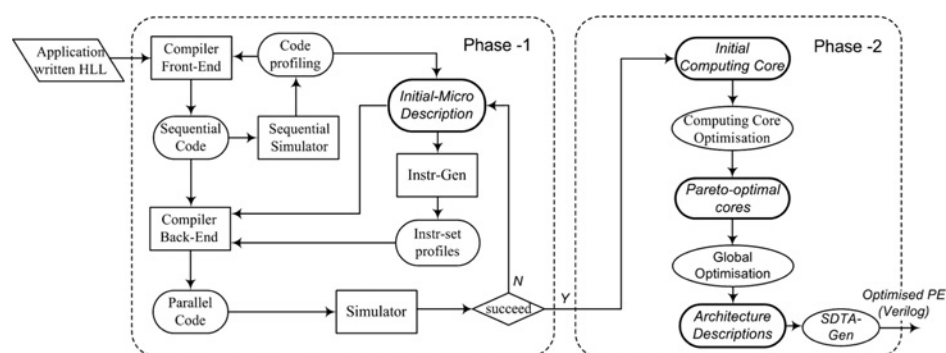 Application
written HLL
Compiler
Front-End
Code
profiling
Phase -1
Initial-Micro
Description
Sequential
Code
Sequential
Simulator
Instr-Gen
Compiler
Back-End
Instr-set
profiles
Parallel
Code
Simulator
succeed
N
Y
Phase -2
Initial
Computing Core
Computing Core
Optimisation
Pareto-optimal
cores
Global
Optimisation
Architecture
Descriptions
SDTA-
Gen
Optimised PE
(Verilog)